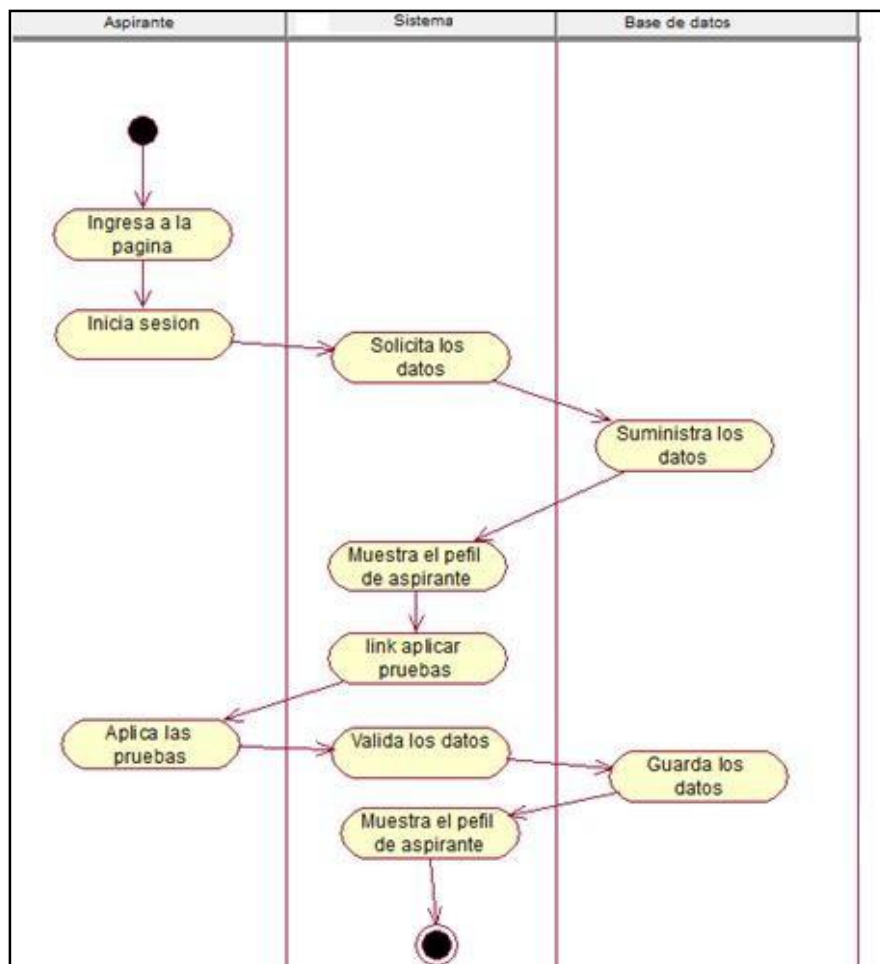 Aspirante
Sistema
Base de datos
Ingresa a la
pagina
Inicia sesion
Solicita los
datos
Suministra los
datos
Muestra el pefil
de aspirante
link aplicar
pruebas
Aplica las
pruebas
Valida los datos
Guarda los
datos
Muestra el pefil
de aspirante